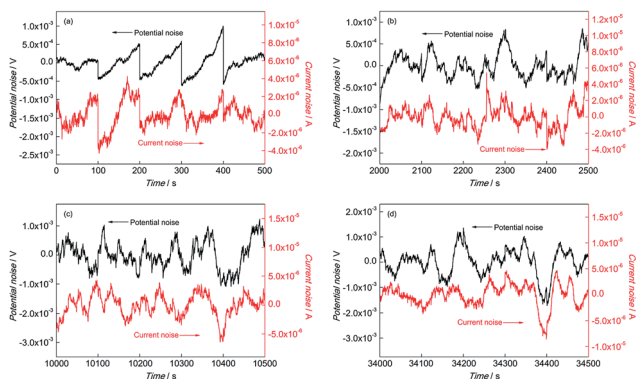 (a)
Potential noise
Current noise
Potential noise / V
1.0x10⁻³
5.0x10⁻⁴
0.0
-5.0x10⁻⁴
-1.0x10⁻³
-1.5x10⁻³
-2.0x10⁻³
-2.5x10⁻³
1.0x10⁻⁵
8.0x10⁻⁶
6.0x10⁻⁶
4.0x10⁻⁶
2.0x10⁻⁶
0.0
-2.0x10⁻⁶
-4.0x10⁻⁶
Current noise / A
0 100 200 300 400 500
Time / s
(b)
Potential noise
Current noise
Potential noise / V
1.0x10⁻³
5.0x10⁻⁴
0.0
-5.0x10⁻⁴
-1.0x10⁻³
-1.5x10⁻³
-2.0x10⁻³
1.2x10⁻⁵
1.0x10⁻⁵
8.0x10⁻⁶
6.0x10⁻⁶
4.0x10⁻⁶
2.0x10⁻⁶
0.0
-2.0x10⁻⁶
-4.0x10⁻⁶
Current noise / A
2000 2100 2200 2300 2400 2500
Time / s
(c)
Potential noise
Current noise
Potential noise / V
1.0x10⁻³
0.0
-1.0x10⁻³
-2.0x10⁻³
-3.0x10⁻³
1.5x10⁻⁵
1.0x10⁻⁵
5.0x10⁻⁶
0.0
-5.0x10⁻⁶
Current noise / A
10000 10100 10200 10300 10400 10500
Time / s
(d)
Potential noise
Current noise
Potential noise / V
2.0x10⁻³
1.0x10⁻³
0.0
-1.0x10⁻³
-2.0x10⁻³
-3.0x10⁻³
1.5x10⁻⁵
1.0x10⁻⁵
5.0x10⁻⁶
0.0
-5.0x10⁻⁶
-1.0x10⁻⁵
Current noise / A
34000 34100 34200 34300 34400 34500
Time / s